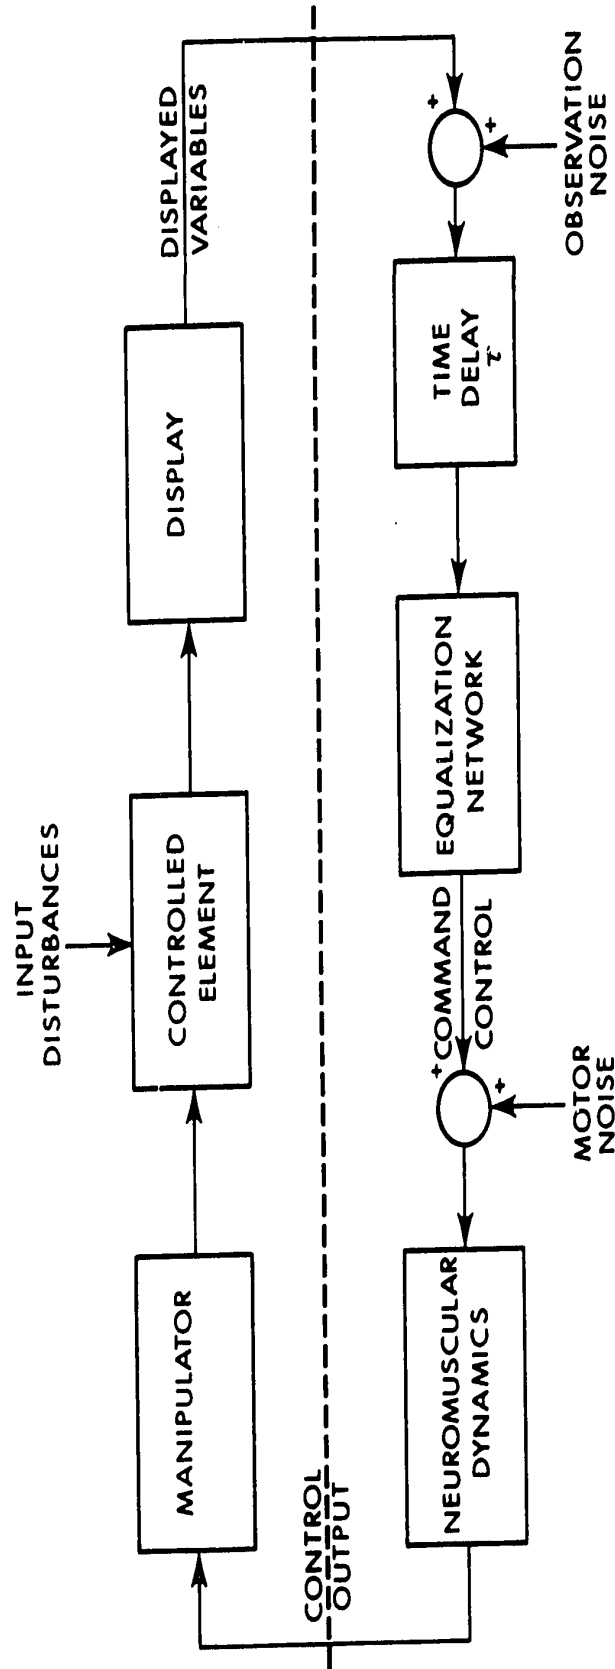 INPUT
DISTURBANCES
MANIPULATOR
CONTROLLED
ELEMENT
DISPLAY
DISPLAYED
VARIABLES
CONTROL
OUTPUT
NEUROMUSCULAR
DYNAMICS
+
+
MOTOR
NOISE
COMMAND
CONTROL
EQUALIZATION
NETWORK
TIME
DELAY
τ
+
+
OBSERVATION
NOISE